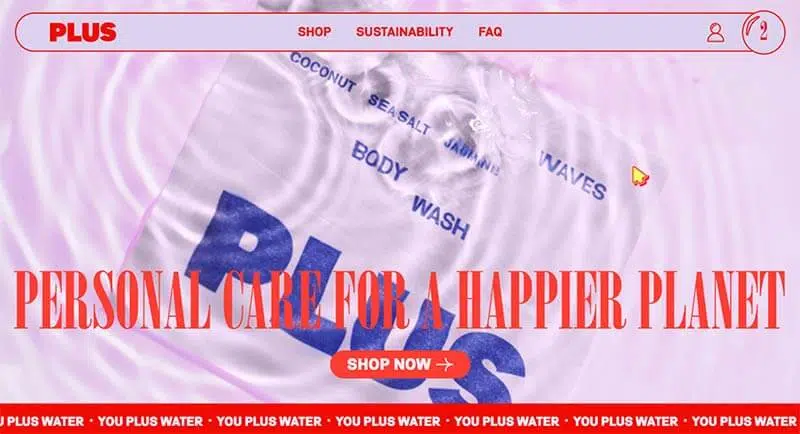 PLUS
SHOP SUSTAINABILITY FAQ
2
COCONUT SEA SALT JASMINE WAVES
BODY
WASH
PLUS
PERSONAL CARE FOR A HAPPIER PLANET
SHOP NOW →
U PLUS WATER · YOU PLUS WATER · YOU PLUS WATER · YOU PLUS WATER · YOU PLUS WATER · YOU PLUS WATER · YOU PLUS WATER